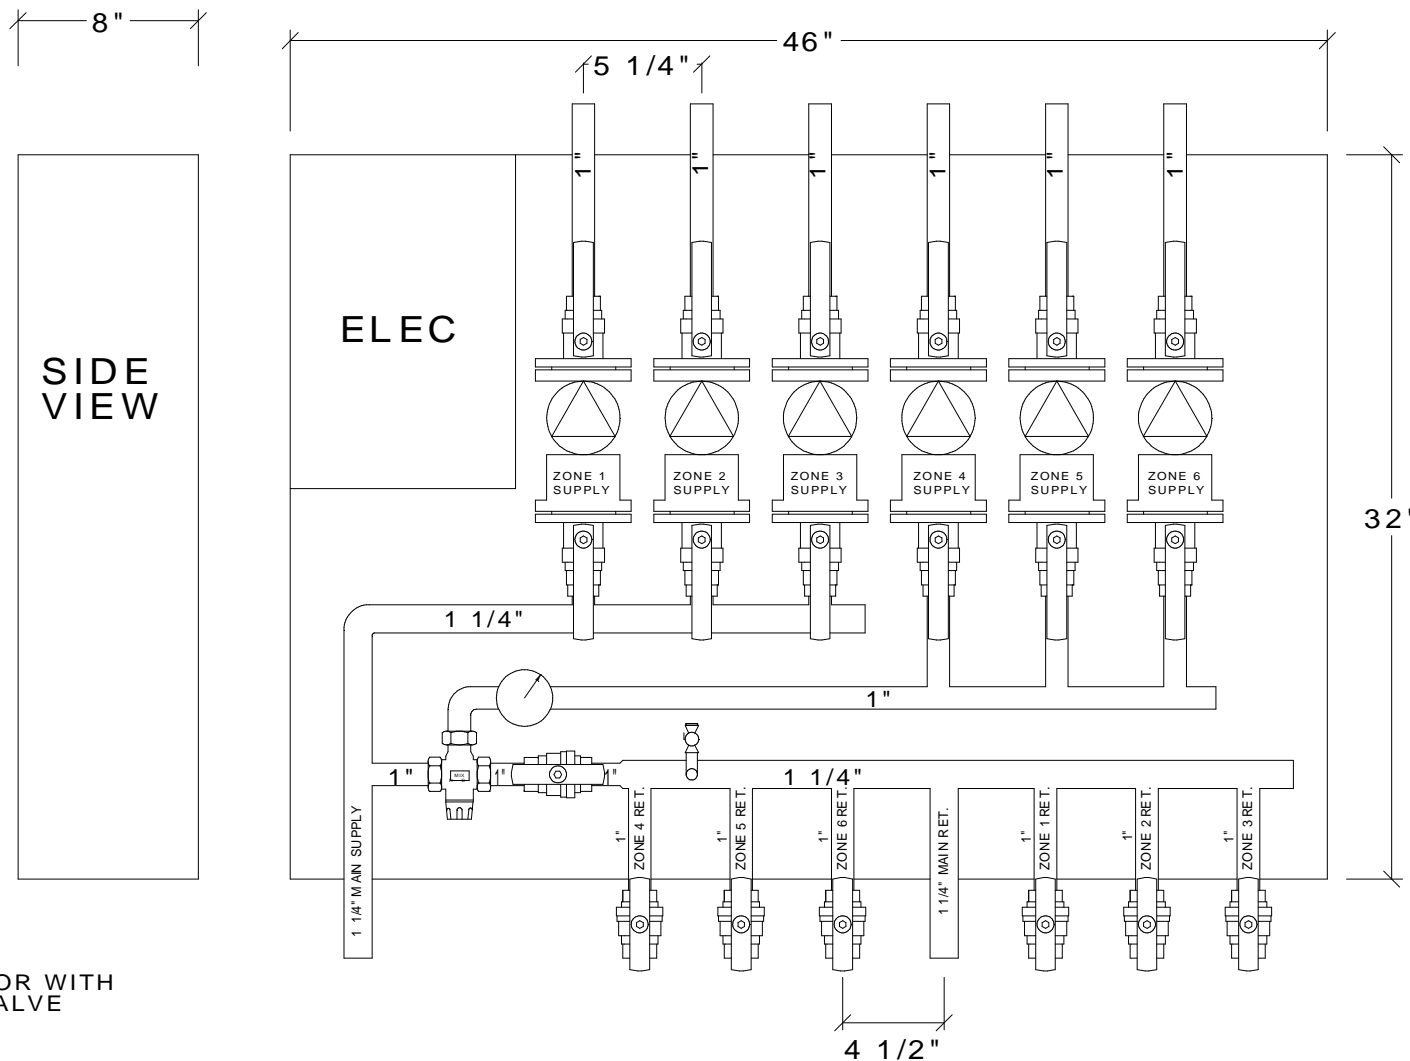 8"
46"
5 1/4"
1"
1"
1"
1"
1"
1"
ELEC
SIDE
VIEW
ZONE 1
SUPPLY
ZONE 2
SUPPLY
ZONE 3
SUPPLY
ZONE 4
SUPPLY
ZONE 5
SUPPLY
ZONE 6
SUPPLY
32"
1 1/4"
1"
1"
MIX
1"
1"
1 1/4"
1 1/4" MAIN SUPPLY
1"
ZONE 4 RET.
1"
ZONE 5 RET.
1"
ZONE 6 RET.
1 1/4" MAIN RET.
1"
ZONE 1 RET.
1"
ZONE 2 RET.
1"
ZONE 3 RET.
OR WITH
ALVE
4 1/2"